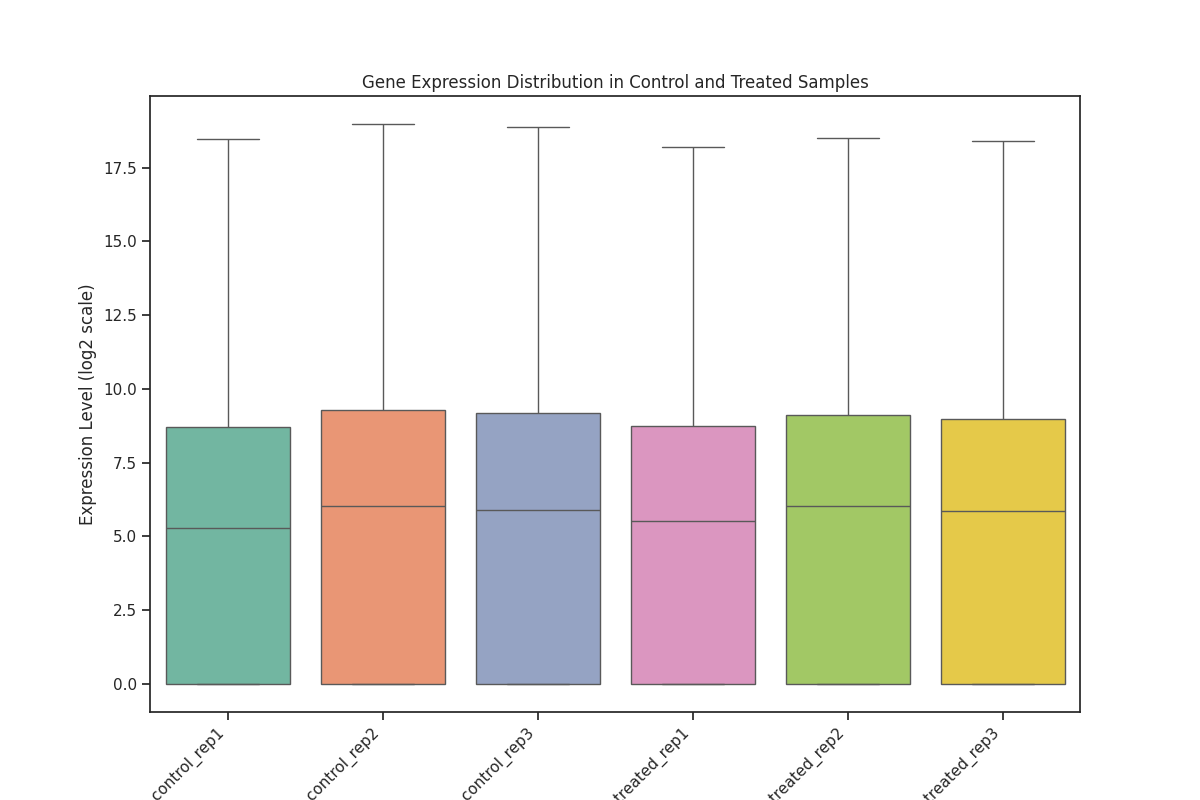 Gene Expression Distribution in Control and Treated Samples
Expression Level (log2 scale)
17.5
15.0
12.5
10.0
7.5
5.0
2.5
0.0
control_rep1
control_rep2
control_rep3
treated_rep1
treated_rep2
treated_rep3